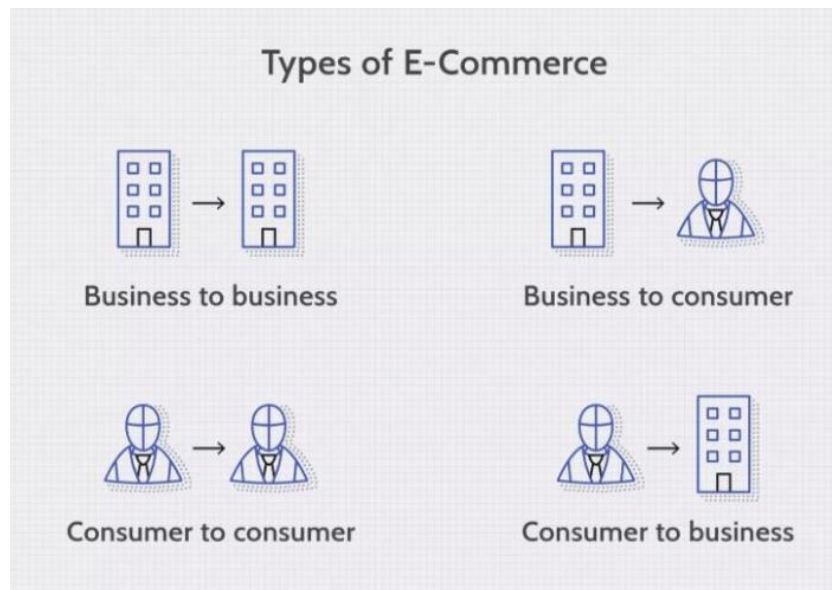 Types of E-Commerce
Business to business
Business to consumer
Consumer to consumer
Consumer to business